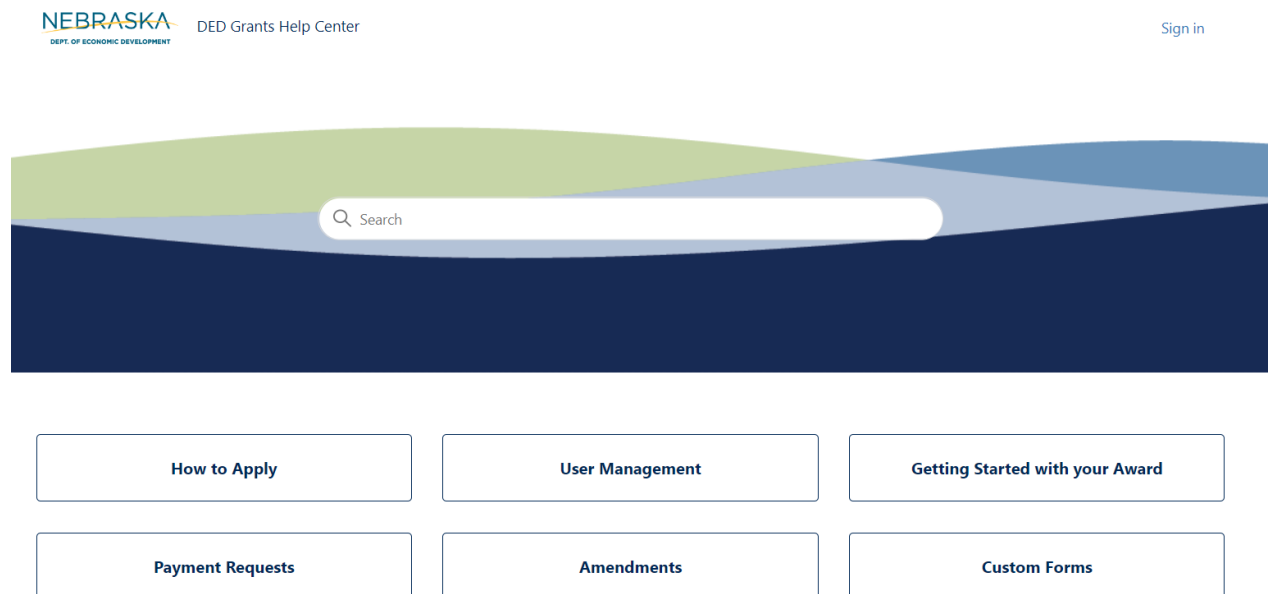 NEBRASKA
DEPT. OF ECONOMIC DEVELOPMENT
DED Grants Help Center
Sign in
Search
How to Apply
User Management
Getting Started with your Award
Payment Requests
Amendments
Custom Forms